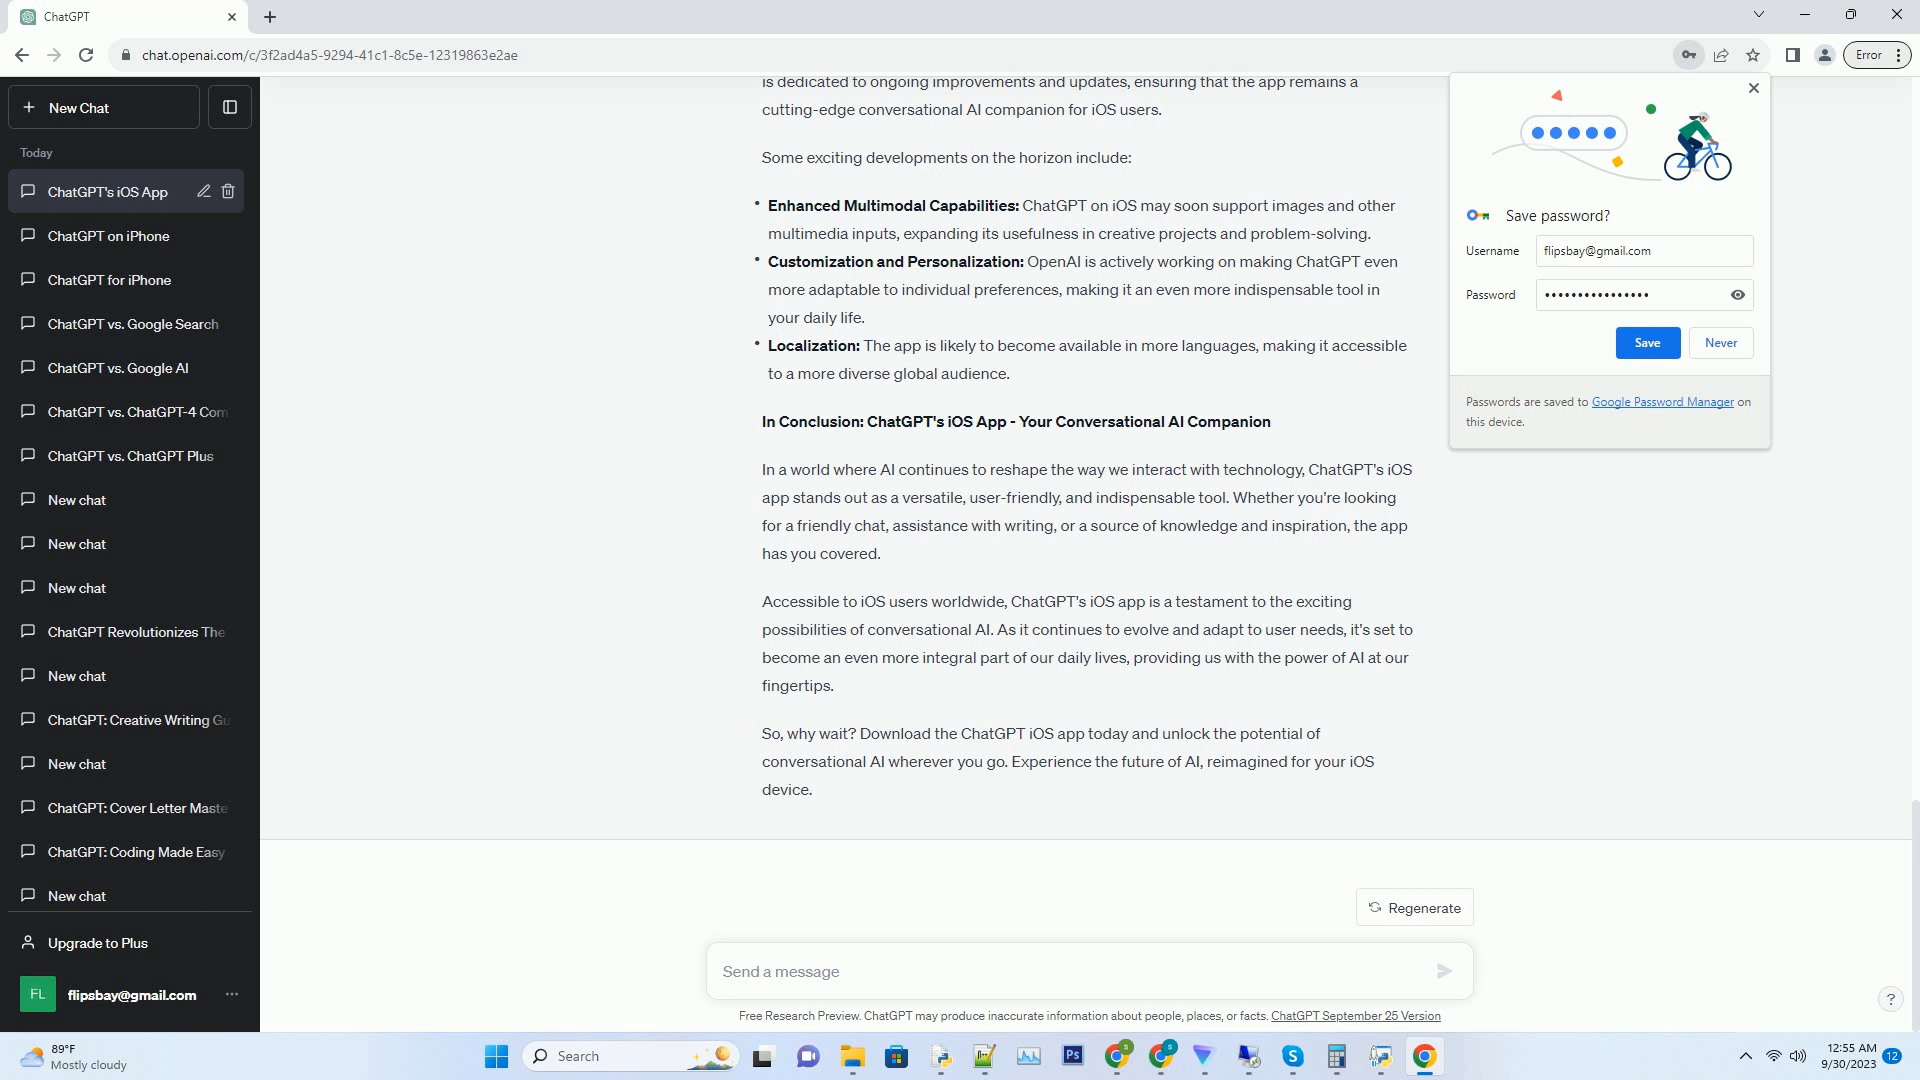 ChatGPT
chat.openai.com/c/3f2ad4a5-9294-41c1-8c5e-12319863e2ae
Error
New Chat
Today
ChatGPT's iOS App
ChatGPT on iPhone
ChatGPT for iPhone
ChatGPT vs. Google Search
ChatGPT vs. Google AI
ChatGPT vs. ChatGPT-4 Com
ChatGPT vs. ChatGPT Plus
New chat
New chat
New chat
ChatGPT Revolutionizes The
New chat
ChatGPT: Creative Writing Gu
New chat
ChatGPT: Cover Letter Maste
ChatGPT: Coding Made Easy
New chat
Upgrade to Plus
FL
flipsbay@gmail.com
is dedicated to ongoing improvements and updates, ensuring that the app remains a
cutting-edge conversational AI companion for iOS users.
Some exciting developments on the horizon include:
• Enhanced Multimodal Capabilities: ChatGPT on iOS may soon support images and other
multimedia inputs, expanding its usefulness in creative projects and problem-solving.
• Customization and Personalization: OpenAI is actively working on making ChatGPT even
more adaptable to individual preferences, making it an even more indispensable tool in
your daily life.
• Localization: The app is likely to become available in more languages, making it accessible
to a more diverse global audience.
In Conclusion: ChatGPT's iOS App - Your Conversational AI Companion
In a world where AI continues to reshape the way we interact with technology, ChatGPT's iOS
app stands out as a versatile, user-friendly, and indispensable tool. Whether you're looking
for a friendly chat, assistance with writing, or a source of knowledge and inspiration, the app
has you covered.
Accessible to iOS users worldwide, ChatGPT's iOS app is a testament to the exciting
possibilities of conversational AI. As it continues to evolve and adapt to user needs, it's set to
become an even more integral part of our daily lives, providing us with the power of AI at our
fingertips.
So, why wait? Download the ChatGPT iOS app today and unlock the potential of
conversational AI wherever you go. Experience the future of AI, reimagined for your iOS
device.
Regenerate
Send a message
Free Research Preview. ChatGPT may produce inaccurate information about people, places, or facts. ChatGPT September 25 Version
?
Save password?
Username flipsbay@gmail.com
Password ••••••••••••••••
Save Never
Passwords are saved to Google Password Manager on
this device.
89°F
Mostly cloudy
Search
Ps
S
S
12:55 AM
9/30/2023
12